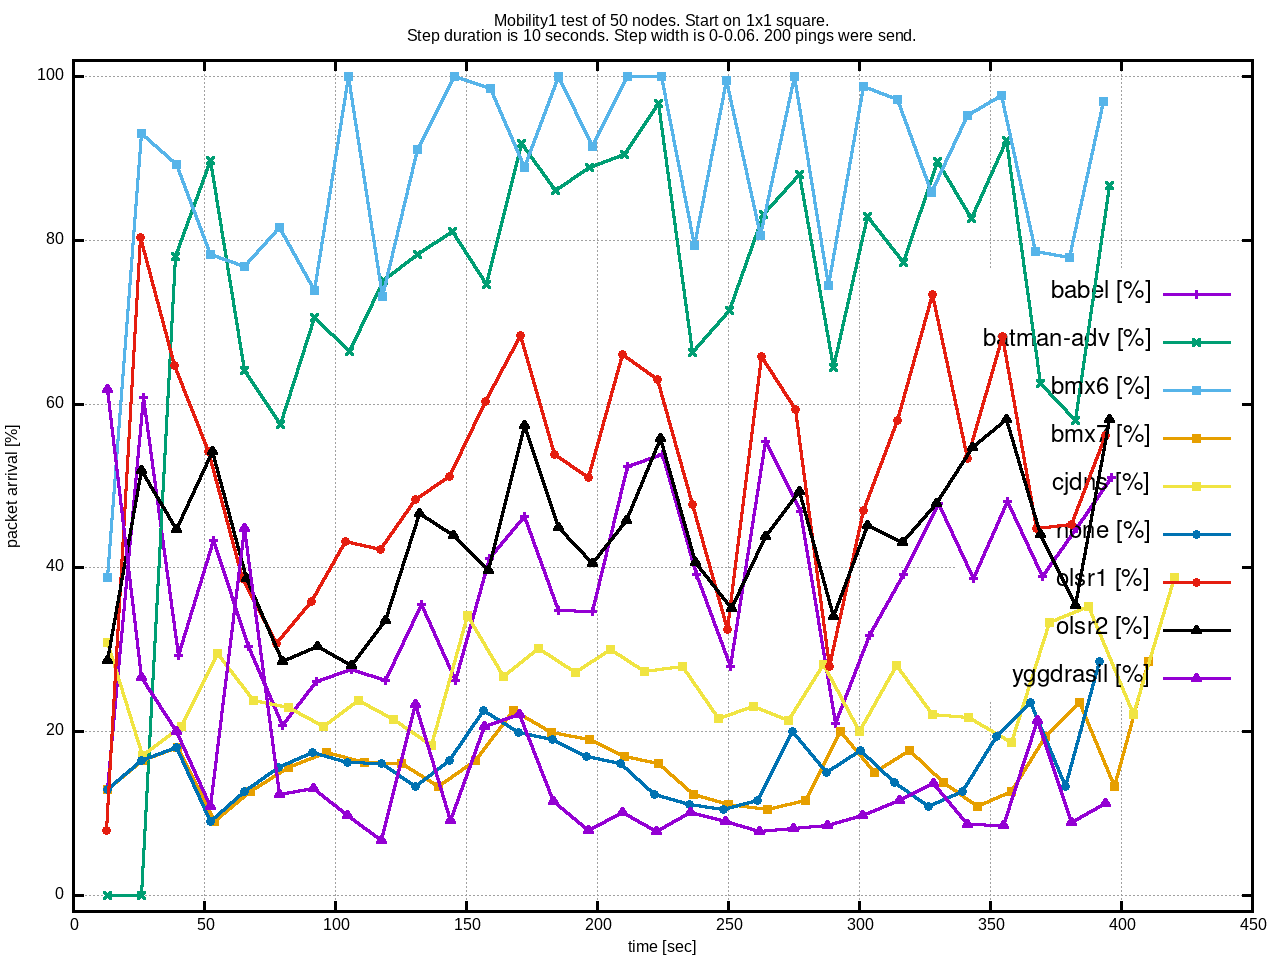 Mobility1 test of 50 nodes. Start on 1x1 square.
Step duration is 10 seconds. Step width is 0-0.06. 200 pings were send.
100
80
60
40
20
0
packet arrival [%]
babel [%]
batman-adv [%]
bmx6 [%]
bmx7 [%]
cjdns [%]
none [%]
olsr1 [%]
olsr2 [%]
yggdrasil [%]
0 50 100 150 200 250 300 350 400 450
time [sec]